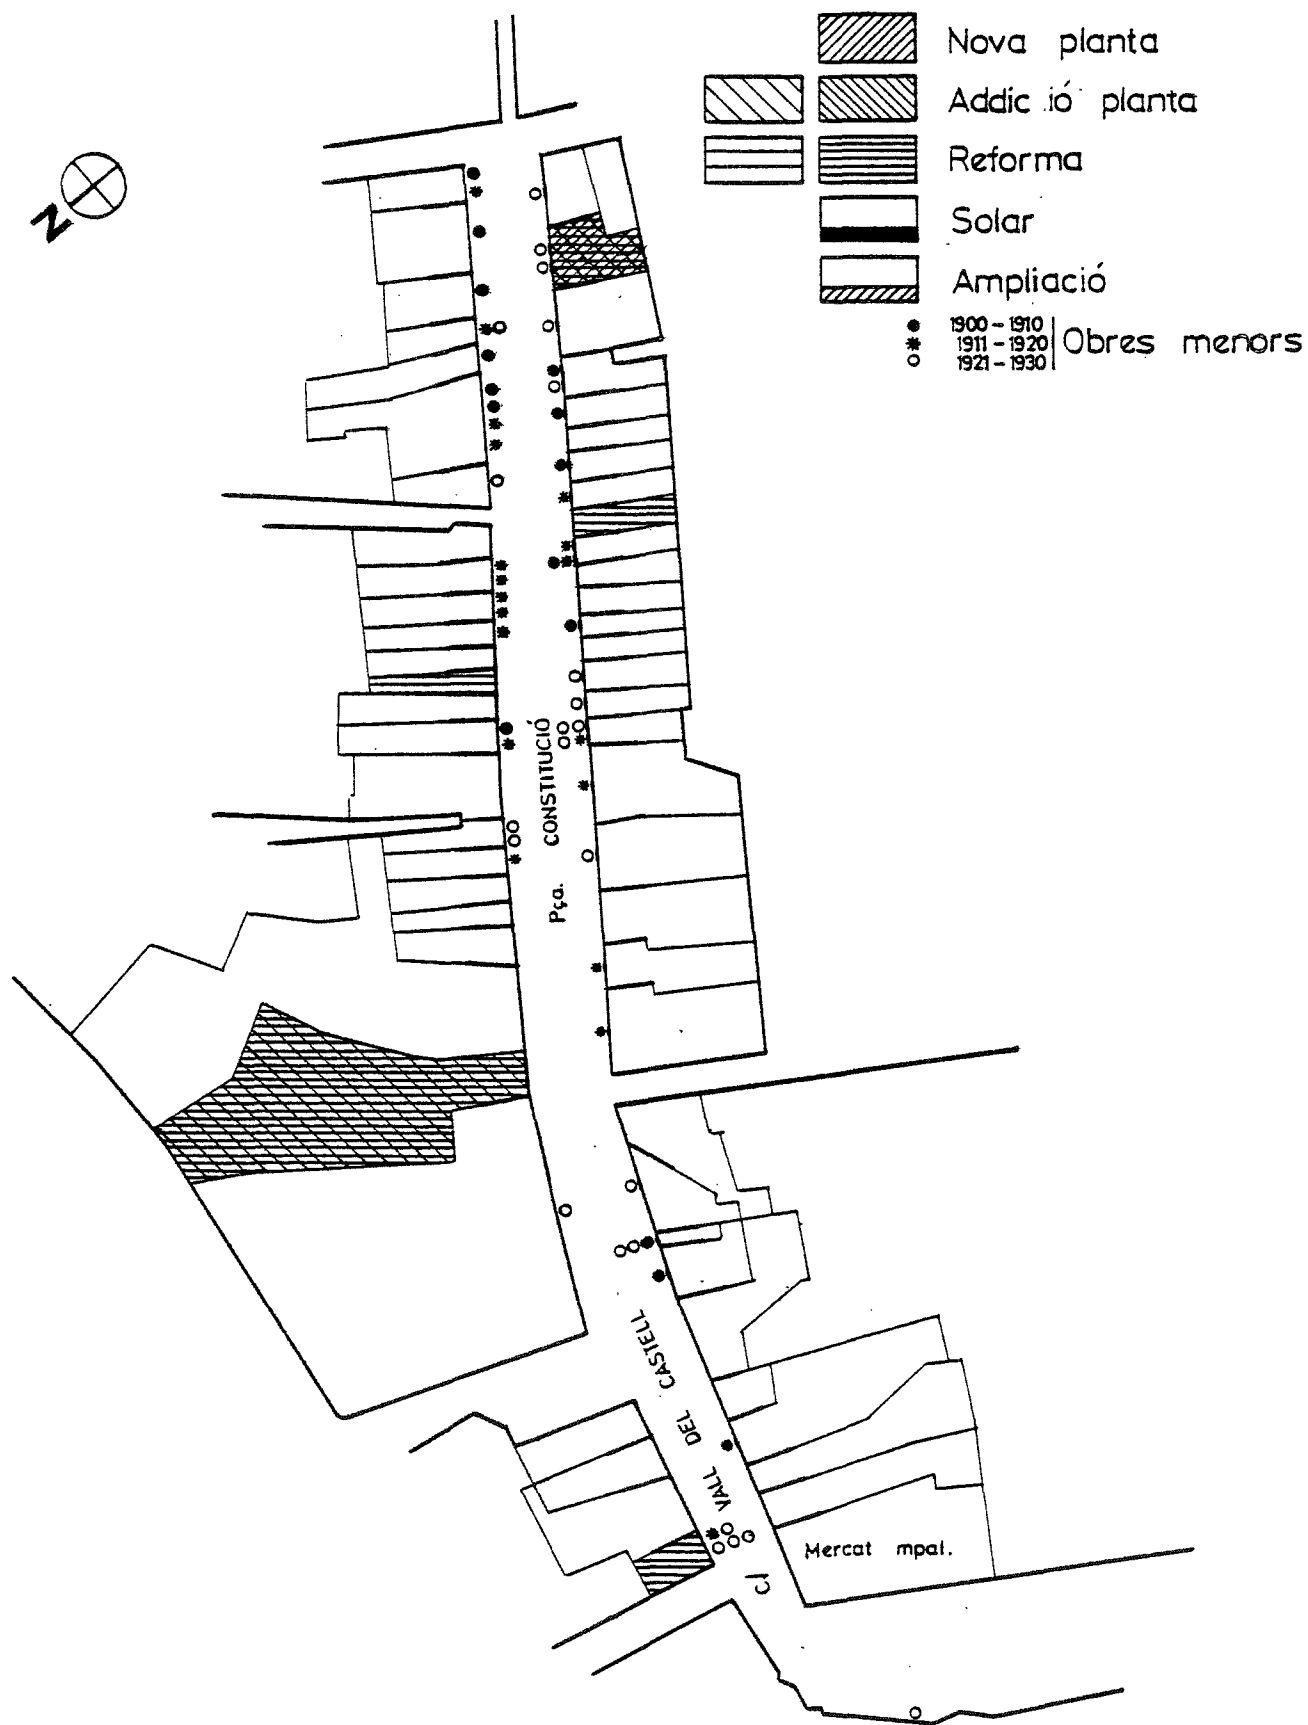 Nova planta
Addic ió planta
Reforma
Solar
Ampliació
1900 - 1910
1911 - 1920
1921 - 1930
Obres menors
N
Pça. CONSTITUCIÓ
C/ VALL DEL CASTELL
Mercat mpal.